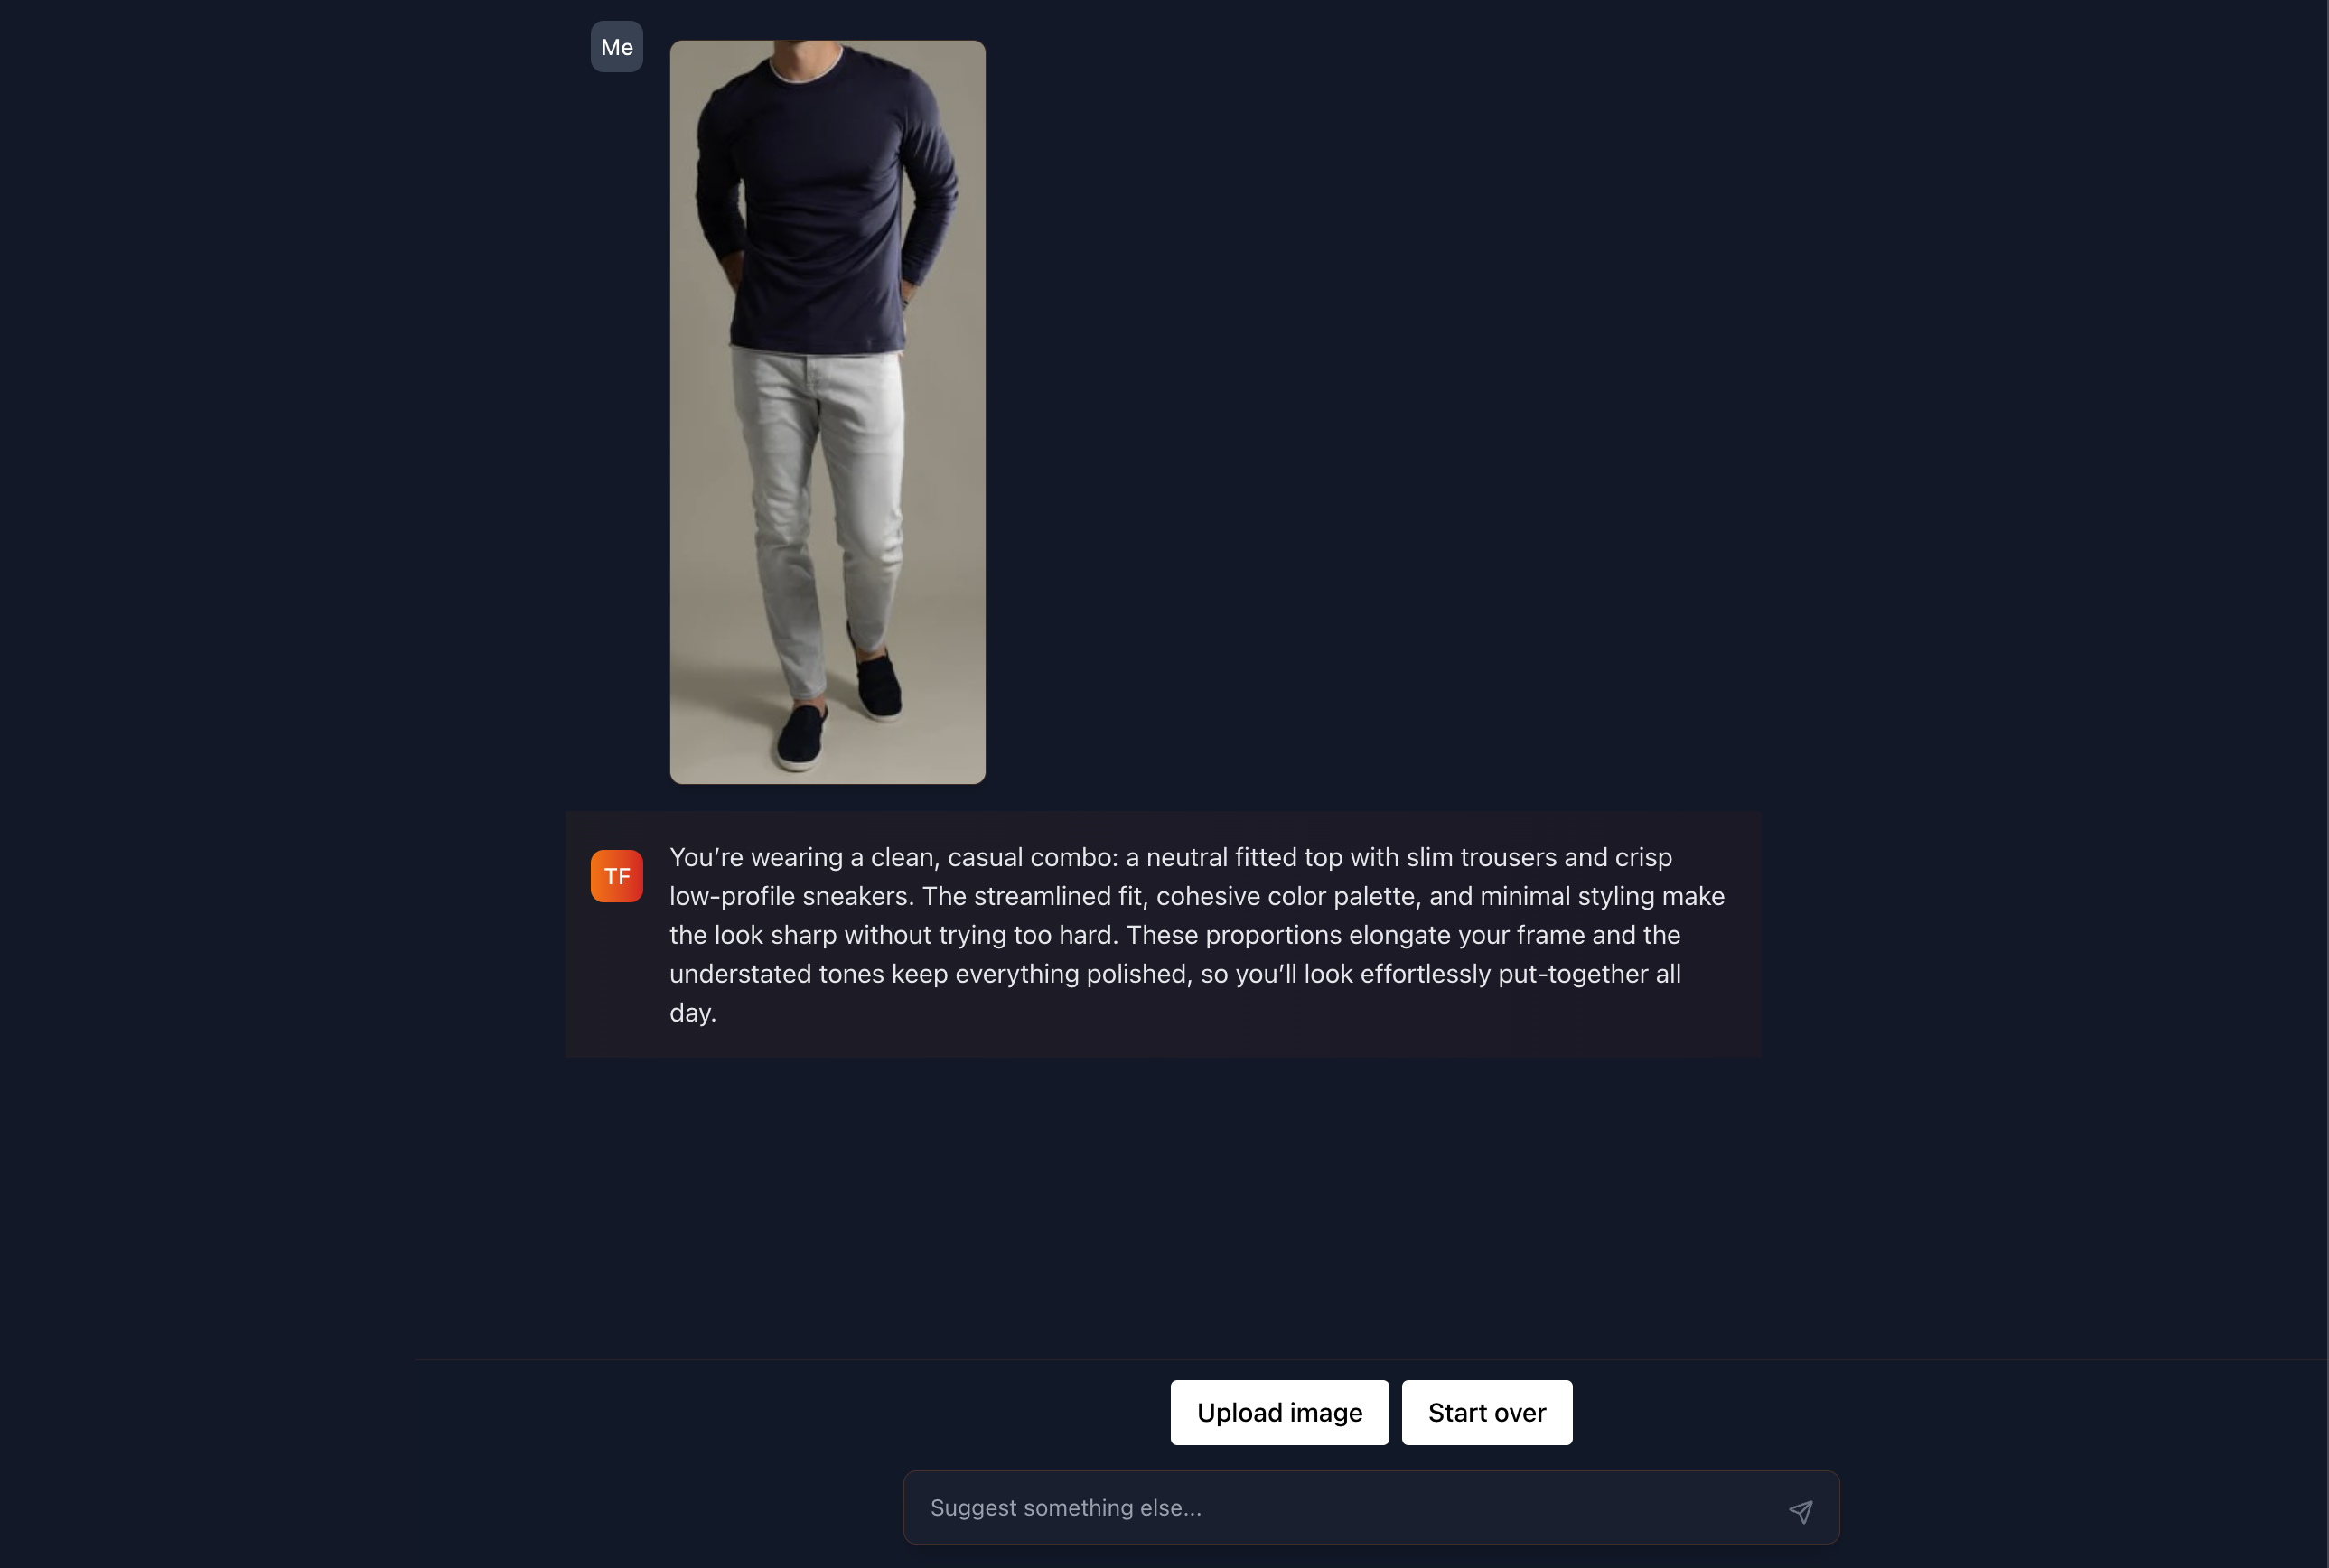 Me
TF
You’re wearing a clean, casual combo: a neutral fitted top with slim trousers and crisp
low-profile sneakers. The streamlined fit, cohesive color palette, and minimal styling make
the look sharp without trying too hard. These proportions elongate your frame and the
understated tones keep everything polished, so you’ll look effortlessly put-together all
day.
Upload image
Start over
Suggest something else...